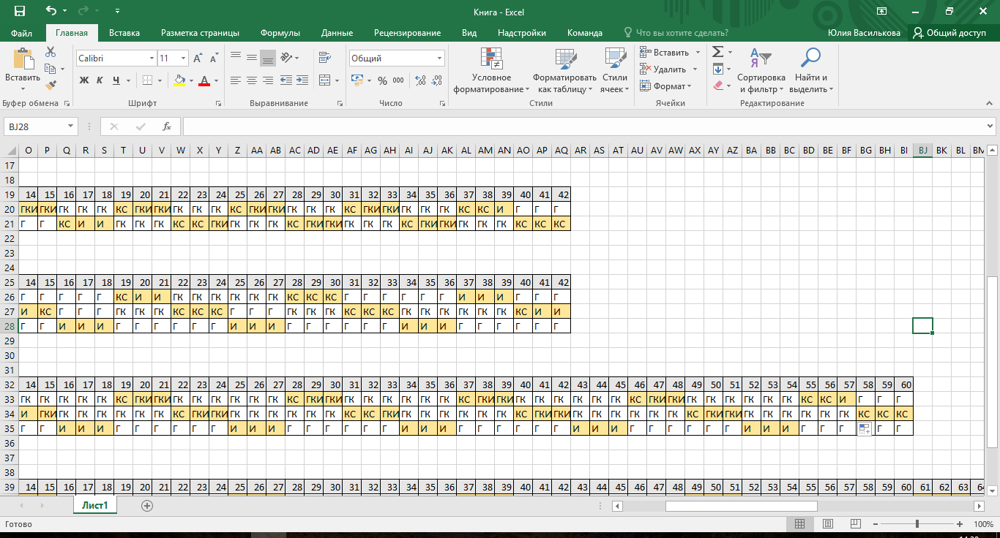 Книга - Excel
Файл Главная Вставка Разметка страницы Формулы Данные Рецензирование Вид Надстройки Команда Что вы хотите сделать? Юлия Василькова Общий доступ
Вставить
Calibri 11
Ж К Ч
Общий
% 000
Условное форматирование
Форматировать как таблицу
Стили ячеек
Вставить
Удалить
Формат
Сортировка и фильтр
Найти и выделить
Буфер обмена Шрифт Выравнивание Число Стили Ячейки Редактирование
BJ28 fx
O P Q R S T U V W X Y Z AA AB AC AD AE AF AG AH AI AJ AK AL AM AN AO AP AQ AR AS AT AU AV AW AX AY AZ BA BB BC BD BE BF BG BH BI BJ BK BL BM
17
18
19 14 15 16 17 18 19 20 21 22 23 24 25 26 27 28 29 30 31 32 33 34 35 36 37 38 39 40 41 42
20 ГКИ ГКИ ГК ГК ГК КС ГКИ ГКИ ГК ГК ГК КС ГКИ ГКИ ГК ГК ГК КС ГКИ ГКИ ГК ГК ГК КС КС И Г Г Г
21 Г Г КС И И ГК ГК ГК КС КС ГКИ ГК ГК ГК КС ГКИ ГКИ ГК ГК ГК КС ГКИ ГКИ ГК ГК ГК КС КС КС
22
23
24
25 14 15 16 17 18 19 20 21 22 23 24 25 26 27 28 29 30 31 32 33 34 35 36 37 38 39 40 41 42
26 Г Г Г Г Г КС И И ГК ГК ГК ГК ГК ГК КС КС КС Г Г Г Г Г Г И И И Г Г Г
27 И КС Г Г Г ГК ГК ГК КС КС КС Г Г Г ГК ГК ГК КС КС КС ГК ГК ГК ГК ГК ГК КС И И
28 Г Г И И И Г Г Г Г Г Г И И И Г Г Г Г Г Г И И И Г Г Г Г Г Г
29
30
31
32 14 15 16 17 18 19 20 21 22 23 24 25 26 27 28 29 30 31 32 33 34 35 36 37 38 39 40 41 42 43 44 45 46 47 48 49 50 51 52 53 54 55 56 57 58 59 60
33 ГК ГК ГК ГК ГК КС ГКИ ГКИ ГК ГК ГК ГК ГК ГК КС ГКИ ГКИ ГК ГК ГК ГК ГК ГК КС ГКИ ГКИ ГК ГК ГК ГК ГК ГК КС ГКИ ГКИ ГК ГК ГК ГК ГК ГК КС КС И Г Г Г
34 И ГКИ ГК ГК ГК ГК ГК ГК КС ГКИ ГКИ ГК ГК ГК ГК ГК ГК КС КС ГКИ ГК ГК ГК ГК ГК ГК КС ГКИ ГКИ ГК ГК ГК ГК ГК ГК КС ГКИ ГКИ ГК ГК ГК ГК ГК ГК КС КС КС
35 Г Г И И И Г Г Г Г Г Г И И И Г Г Г Г Г Г И И И Г Г Г Г Г Г И И И Г Г Г Г Г Г И И И Г Г Г Г Г
36
37
38
39 14 15 16 17 18 19 20 21 22 23 24 25 26 27 28 29 30 31 32 33 34 35 36 37 38 39 40 41 42 43 44 45 46 47 48 49 50 51 52 53 54 55 56 57 58 59 60 61 62 63
Лист1
Готово 100%